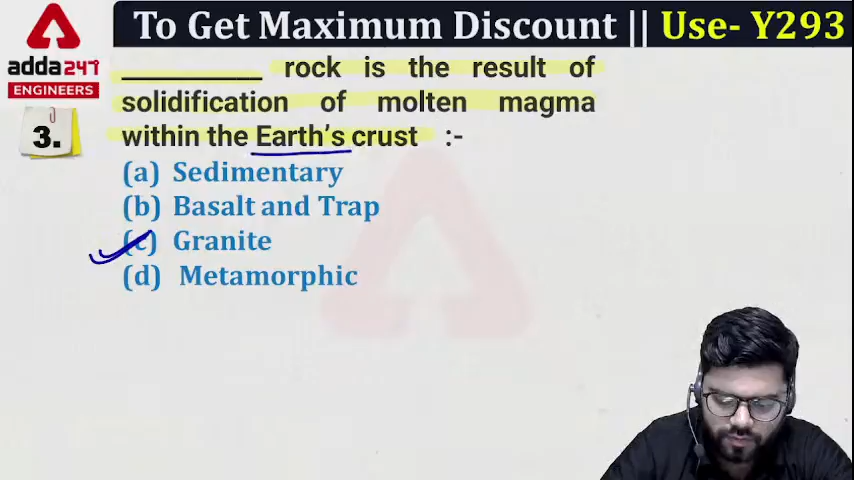 To Get Maximum Discount || Use- Y293
adda247
ENGINEERS
3.
__________ rock is the result of
solidification of molten magma
within the Earth's crust :-
(a) Sedimentary
(b) Basalt and Trap
(c) Granite
(d) Metamorphic